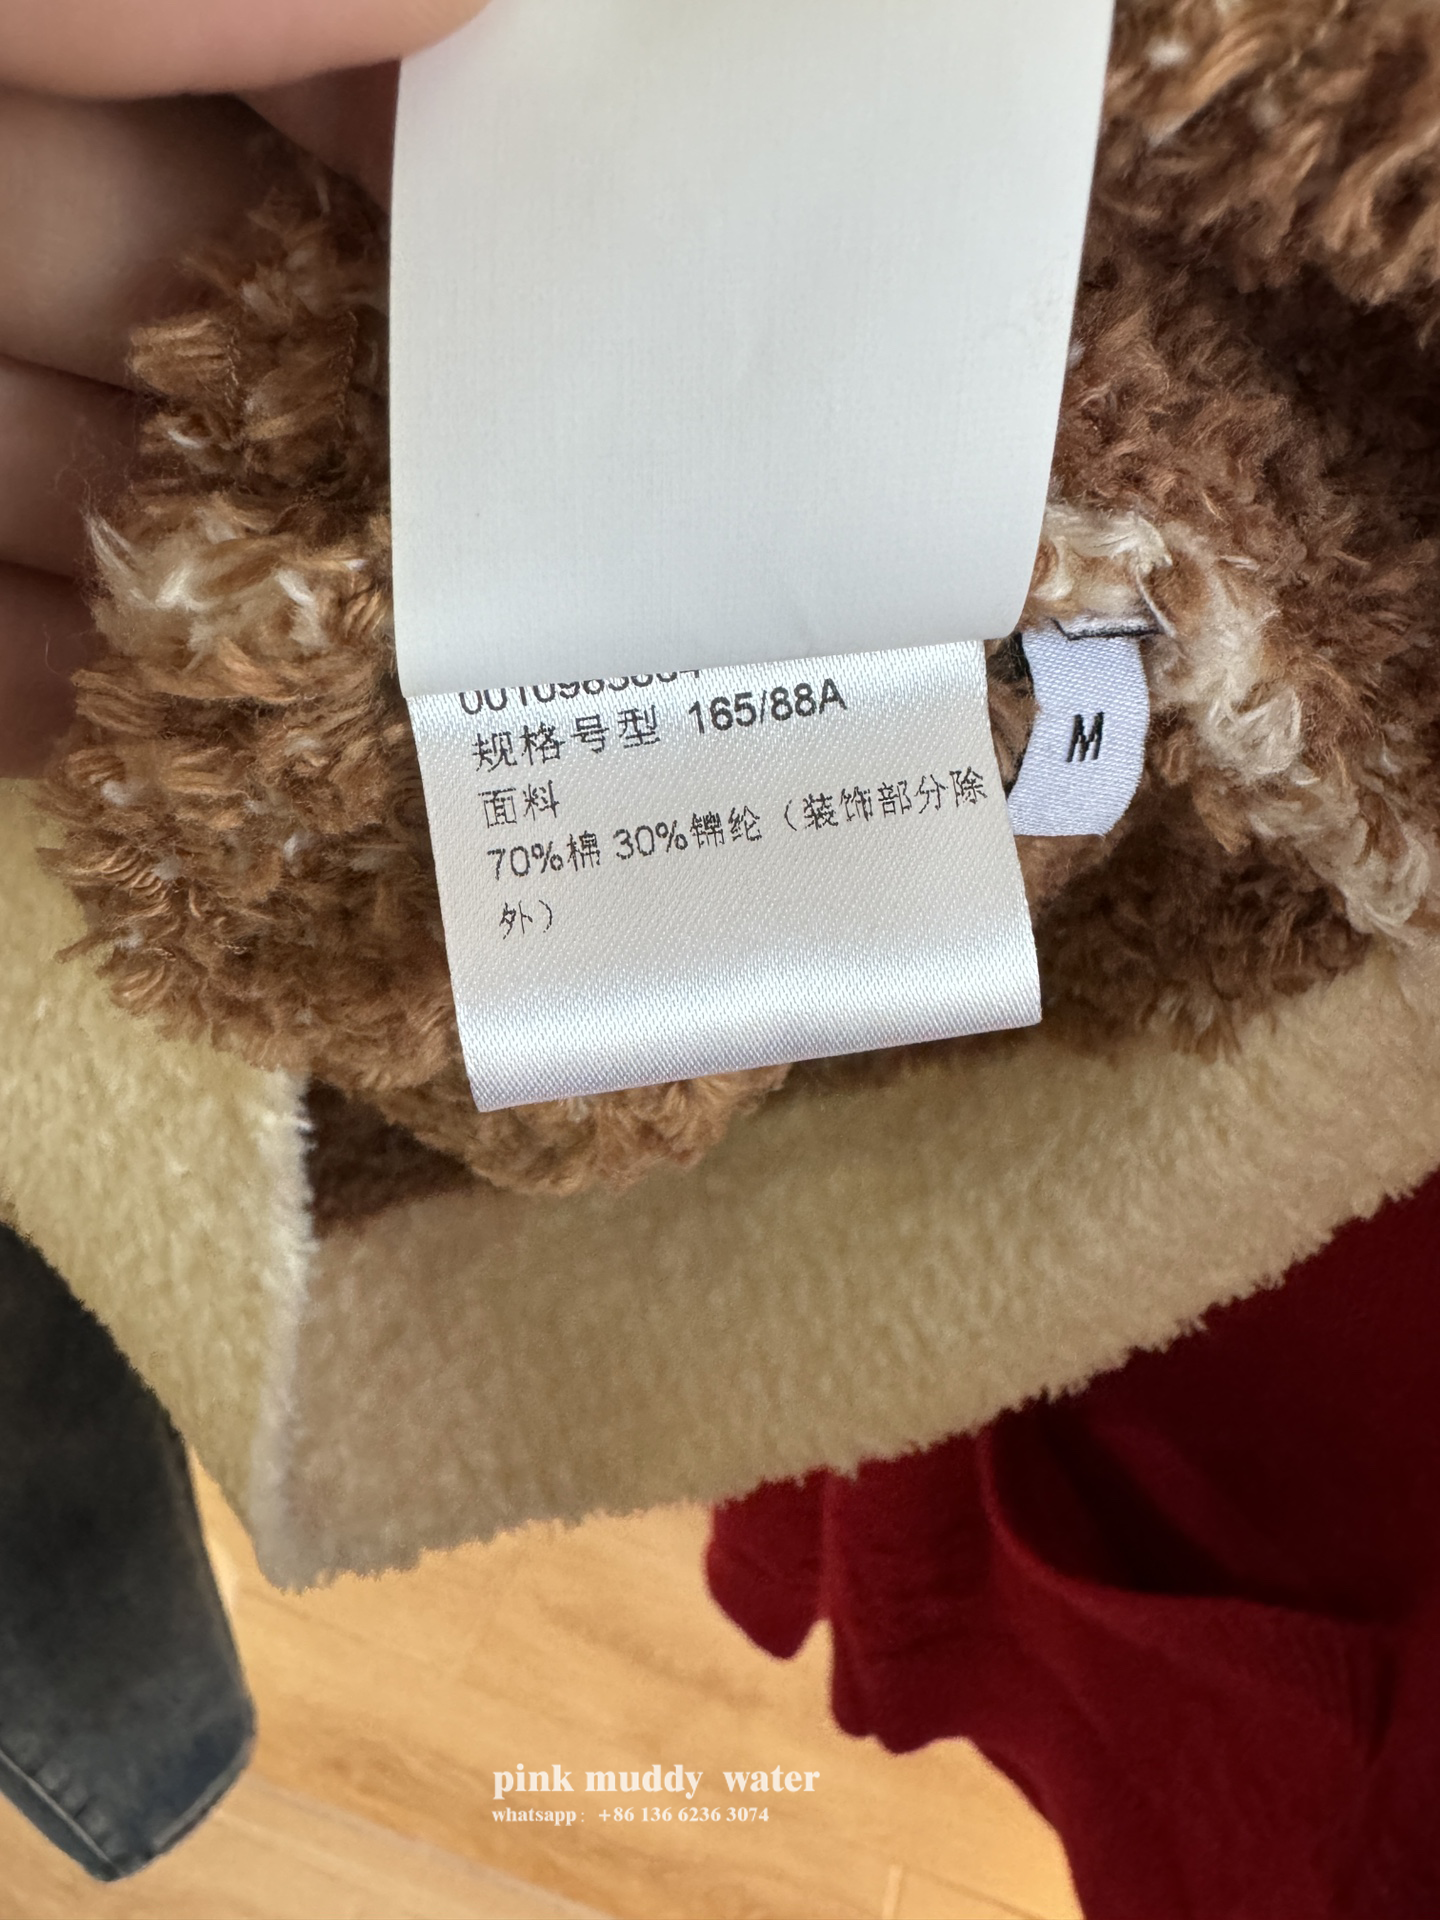 规格号型 165/88A
面料
70%棉 30%锦纶（装饰部分除
外）
M
pink muddy water
whatsapp： +86 136 6236 3074